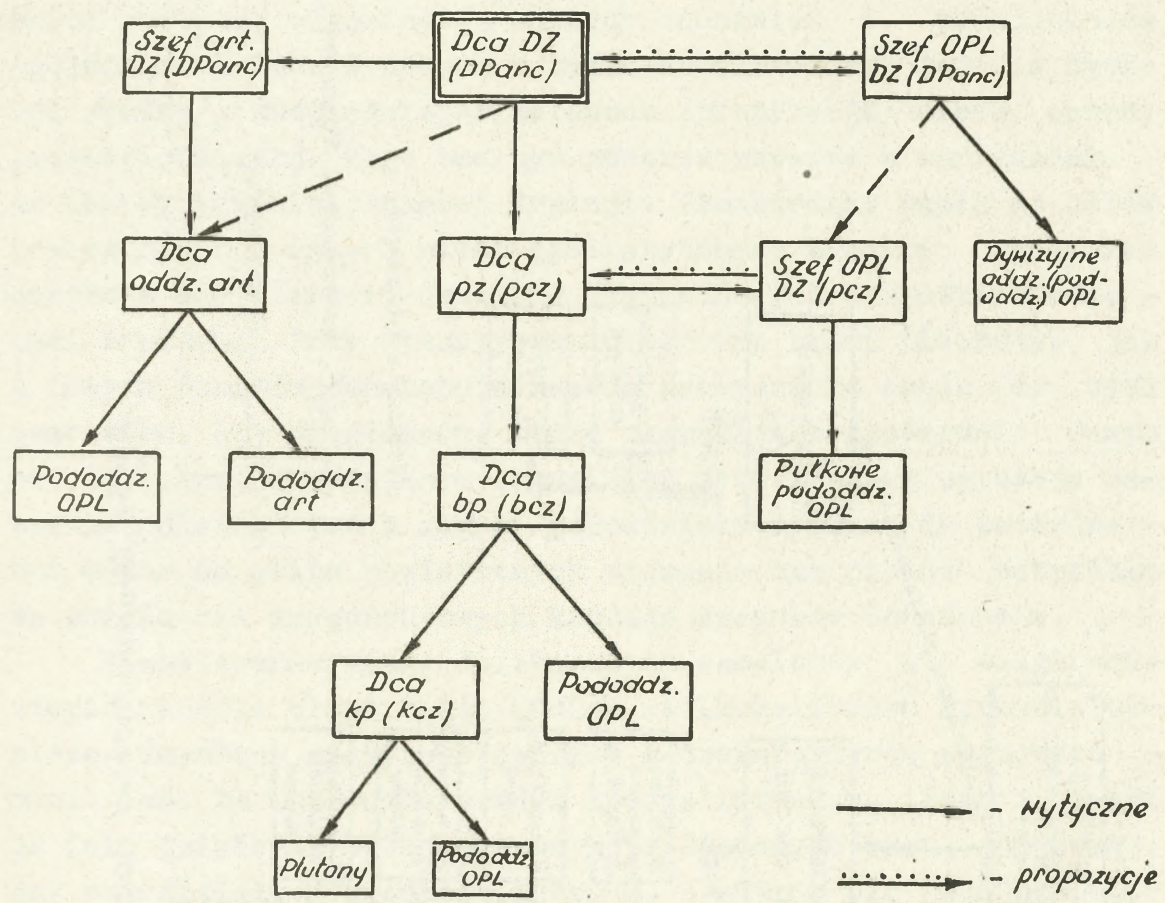 Szef art.
DZ (DPanc)
Dca DZ
(DPanc)
Szef OPL
DZ (DPanc)
Dca
oddz. art.
Dca
pz (pcz)
Szef OPL
DZ (pcz)
Dywizyjne
oddz. (pod-
oddz.) OPL
Pododdz.
OPL
Pododdz.
art
Dca
bp (bcz)
Pułkowe
pododdz.
OPL
Dca
kp (kcz)
Pododdz.
OPL
Plutony
Pododdz
OPL
- wytyczne
- propozycje